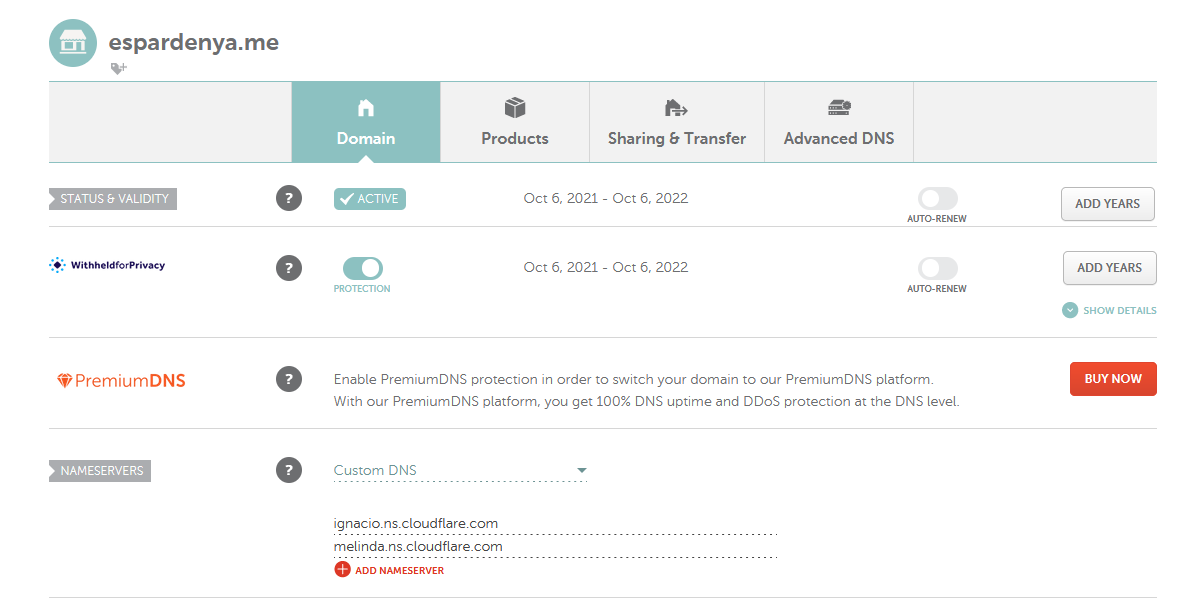 espardenya.me
Domain
Products
Sharing & Transfer
Advanced DNS
STATUS & VALIDITY
?
ACTIVE
Oct 6, 2021 - Oct 6, 2022
AUTO-RENEW
ADD YEARS
WithheldforPrivacy
?
PROTECTION
Oct 6, 2021 - Oct 6, 2022
AUTO-RENEW
ADD YEARS
SHOW DETAILS
PremiumDNS
?
Enable PremiumDNS protection in order to switch your domain to our PremiumDNS platform.
With our PremiumDNS platform, you get 100% DNS uptime and DDoS protection at the DNS level.
BUY NOW
NAMESERVERS
?
Custom DNS
ignacio.ns.cloudflare.com
melinda.ns.cloudflare.com
ADD NAMESERVER